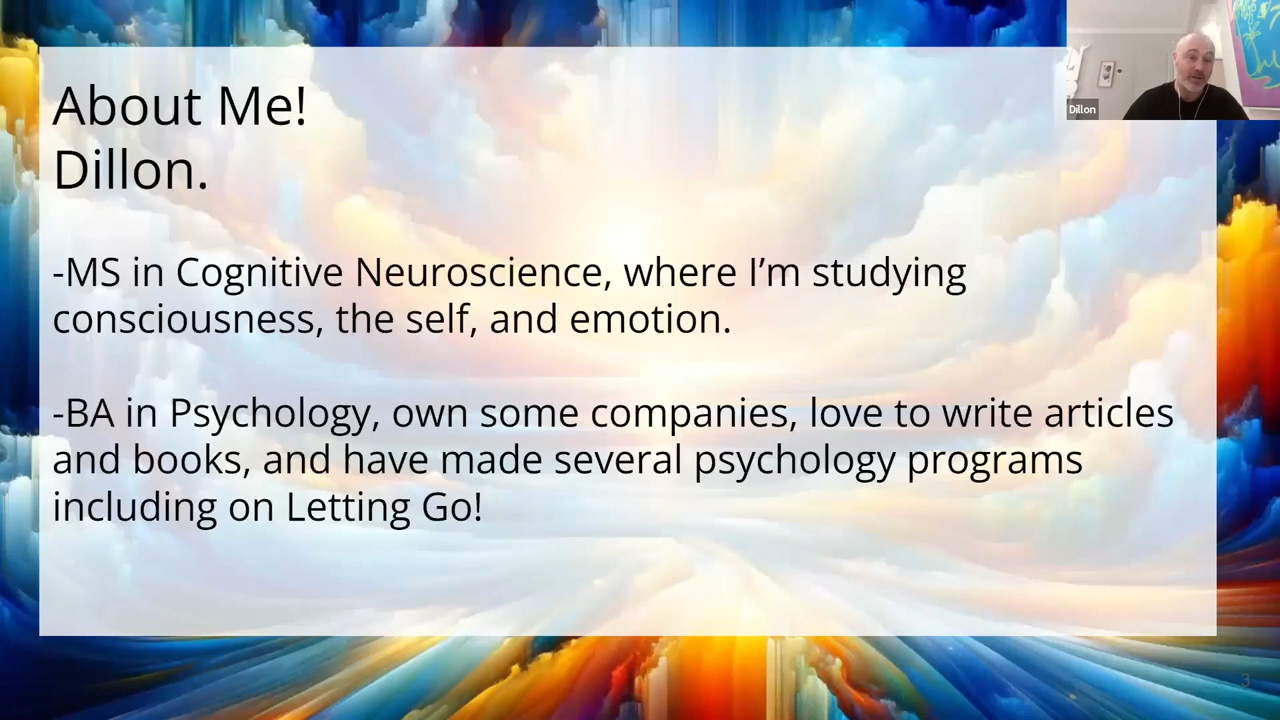 About Me!
Dillon.
-MS in Cognitive Neuroscience, where I’m studying
consciousness, the self, and emotion.
-BA in Psychology, own some companies, love to write articles
and books, and have made several psychology programs
including on Letting Go!
Dillon
3